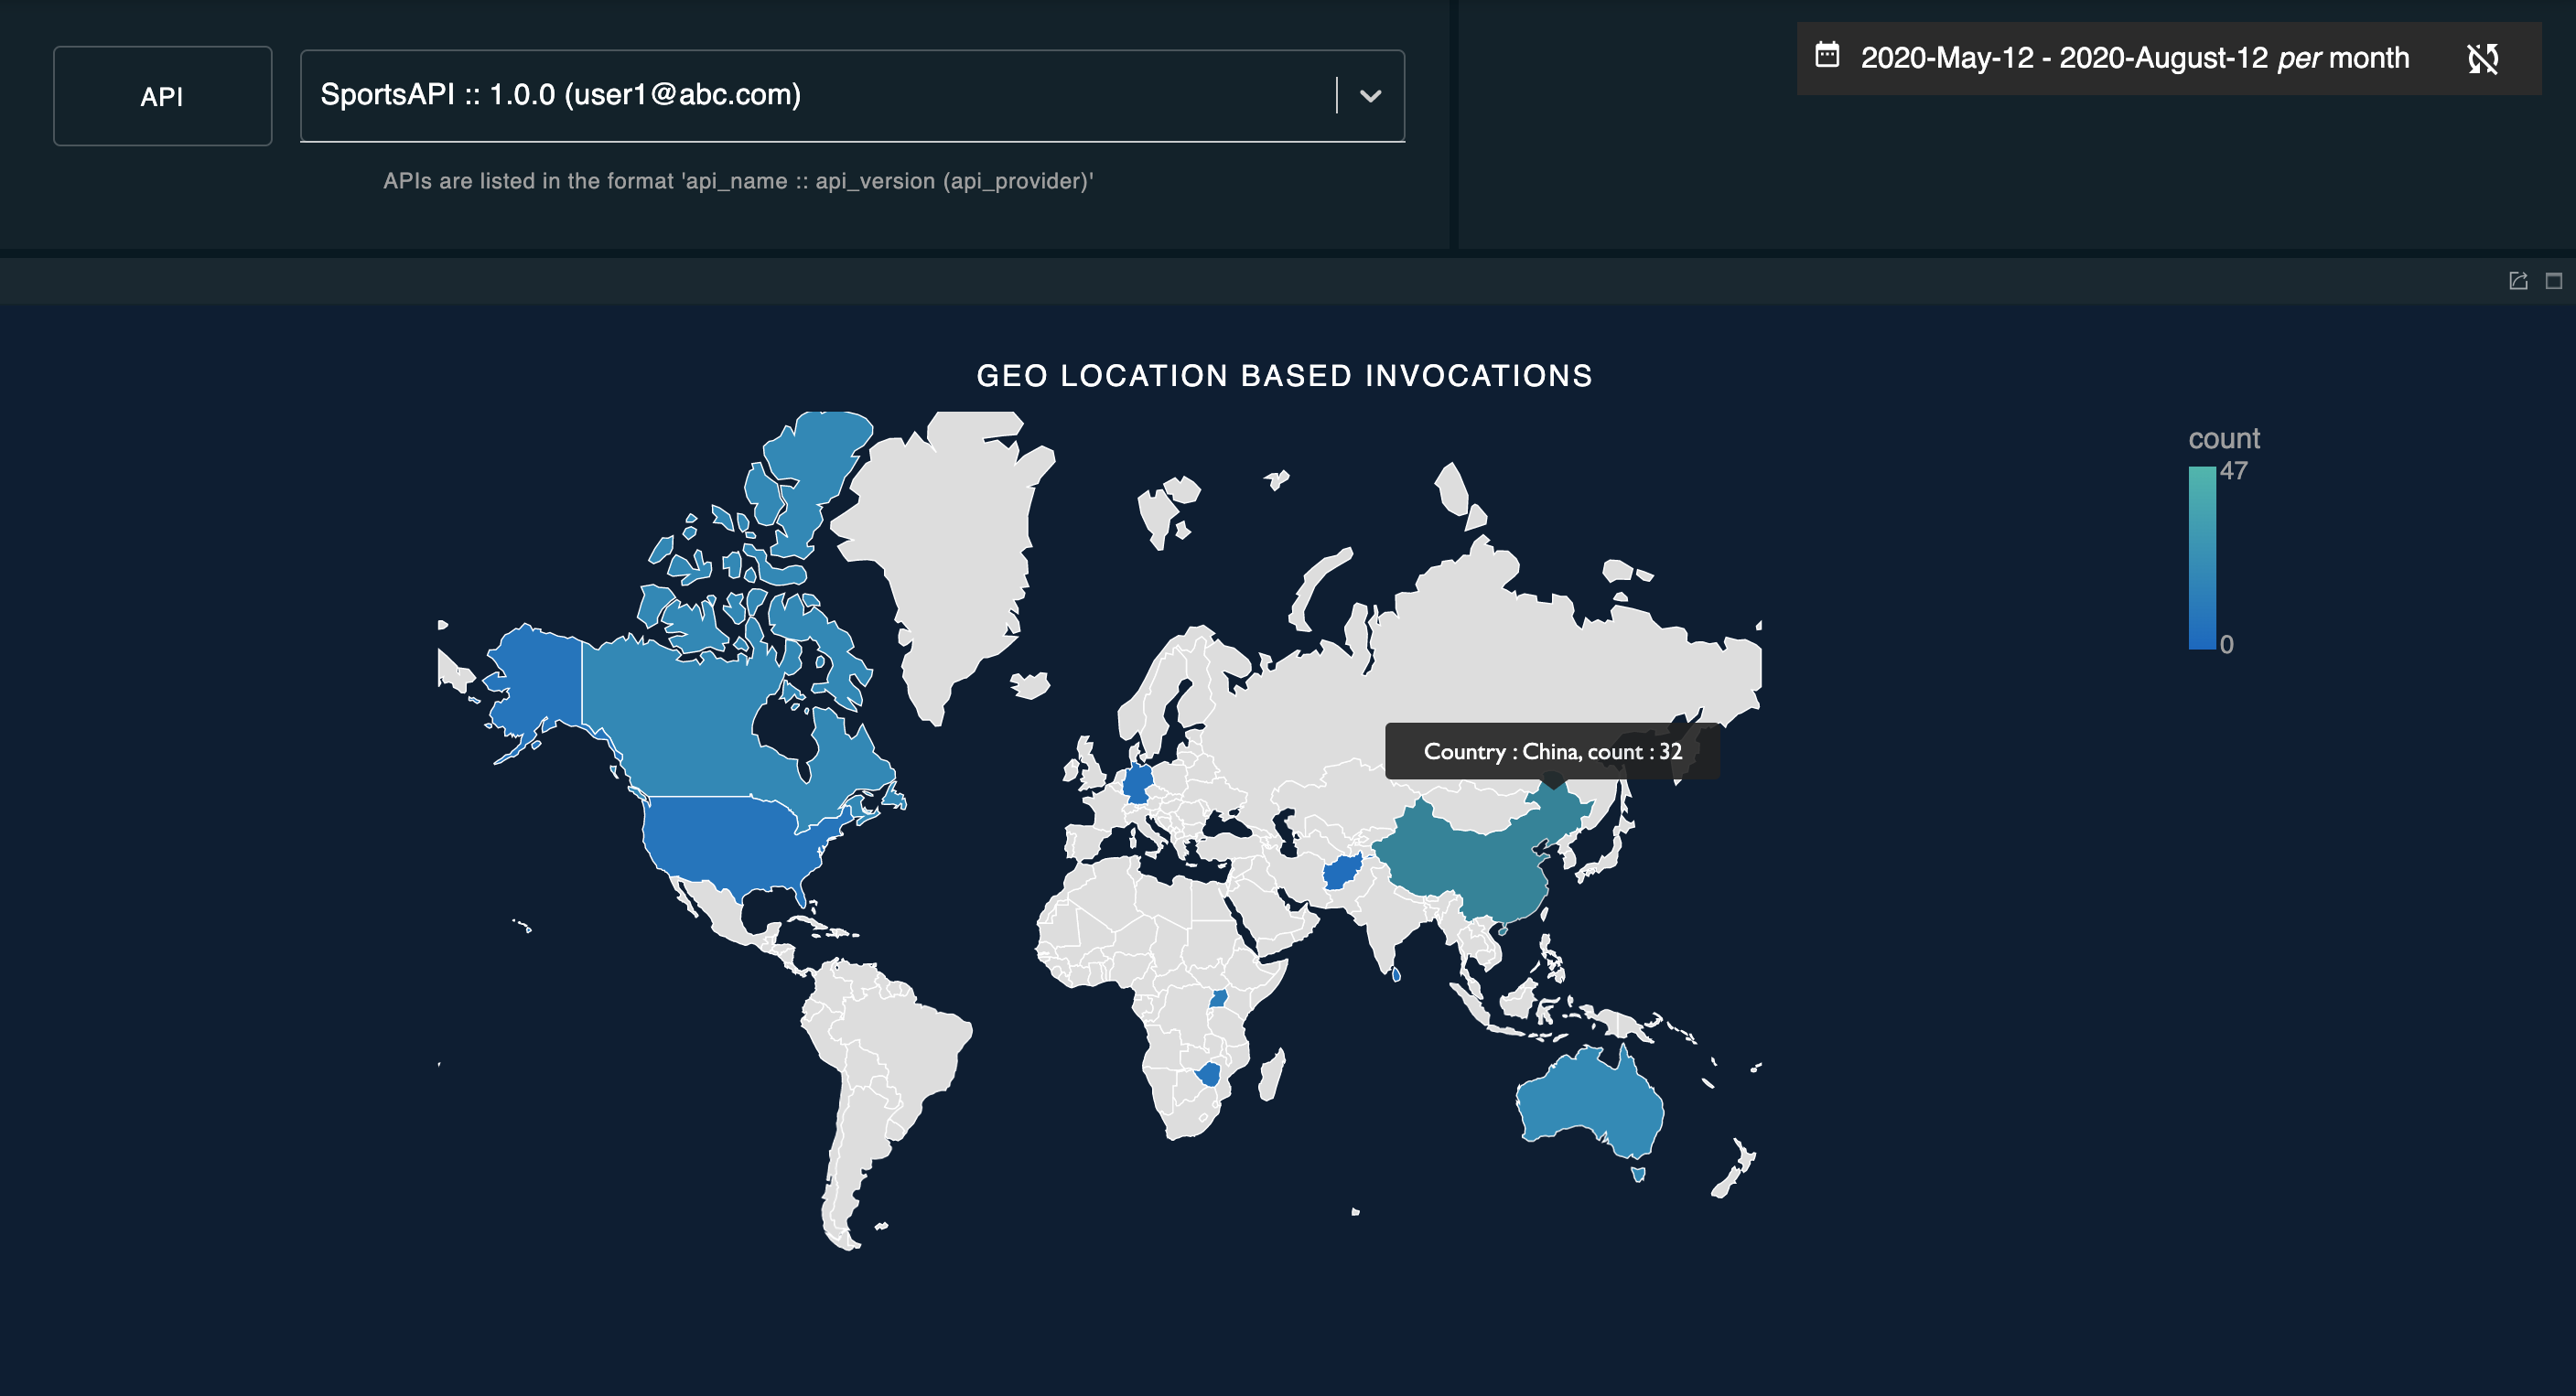 API
SportsAPI :: 1.0.0 (user1@abc.com)
2020-May-12 - 2020-August-12 per month
APIs are listed in the format 'api_name :: api_version (api_provider)'
GEO LOCATION BASED INVOCATIONS
count
47
0
Country : China, count : 32